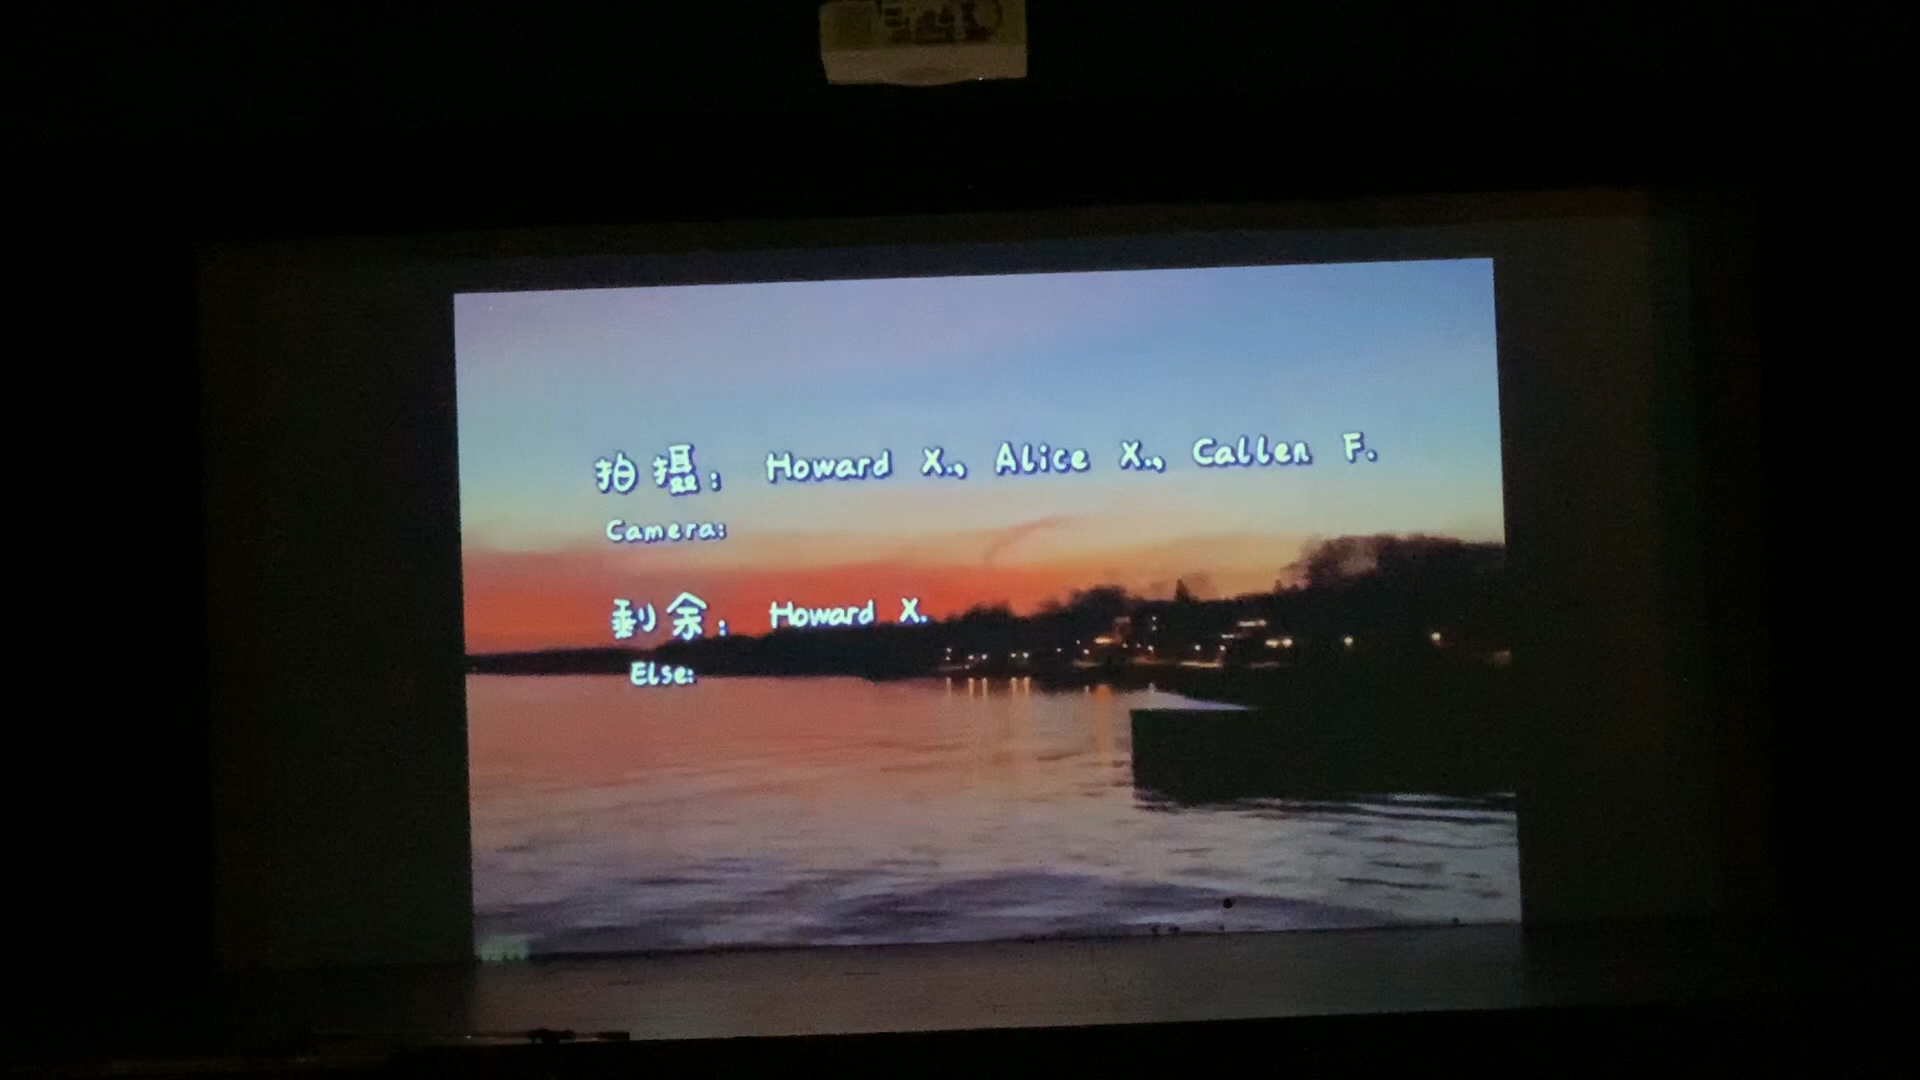 拍摄： Howard X., Alice X., Callen F.
Camera:
剩余： Howard X.
Else: